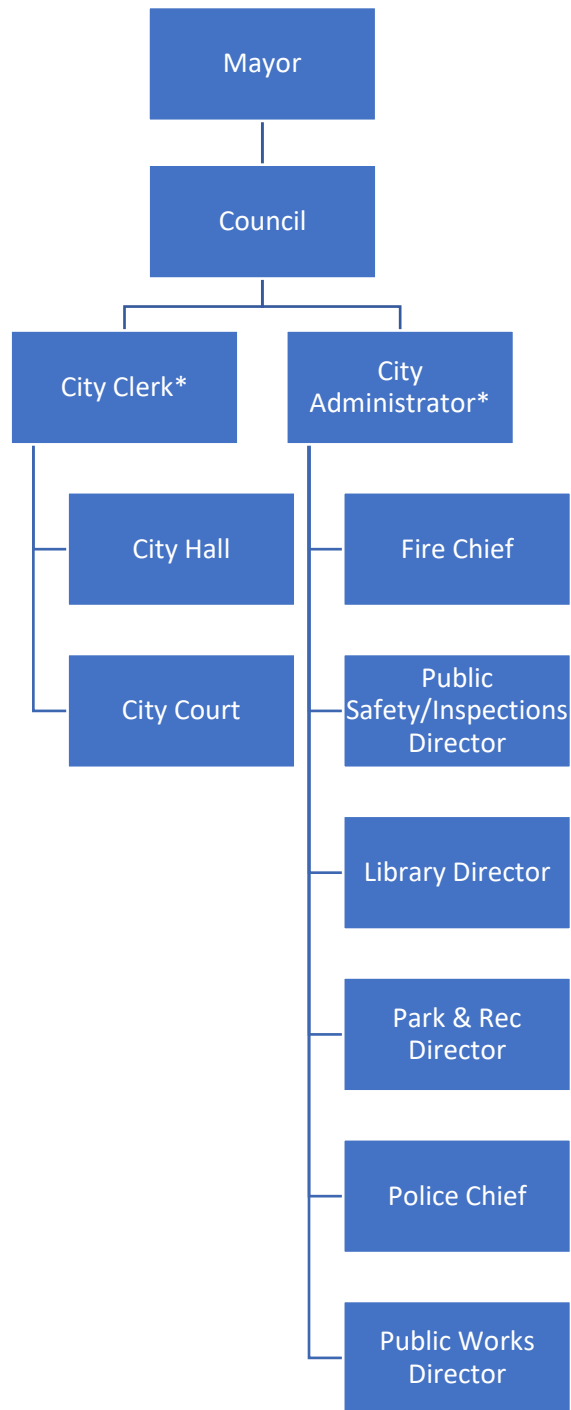 Mayor
Council
City Clerk*
City
Administrator*
City Hall
Fire Chief
City Court
Public
Safety/Inspections
Director
Library Director
Park & Rec
Director
Police Chief
Public Works
Director